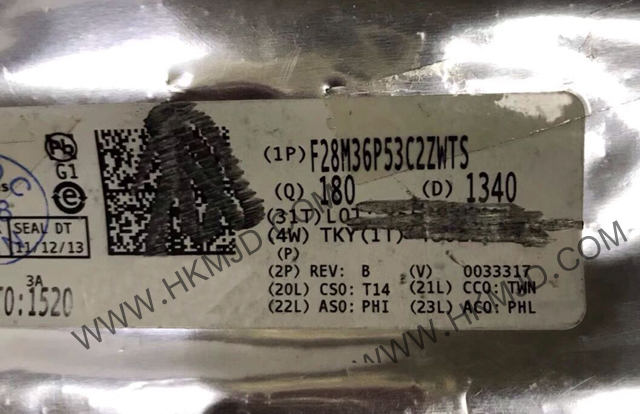 (1P) F28M36P53C2ZWTS
Pb
G1
e
(Q) 180 (D) 1340
(31T) LOT
SEAL DT
11/12/13
(4W) TKY (1T)
(P)
(2P) REV: B (V) 0033317
3A
TO:1520
(20L) CSO: T14 (21L) CCO: TWN
(22L) ASO: PHI (23L) ACO: PHL
WWW.HKMJD.COM
WWW.HKMJD.COM